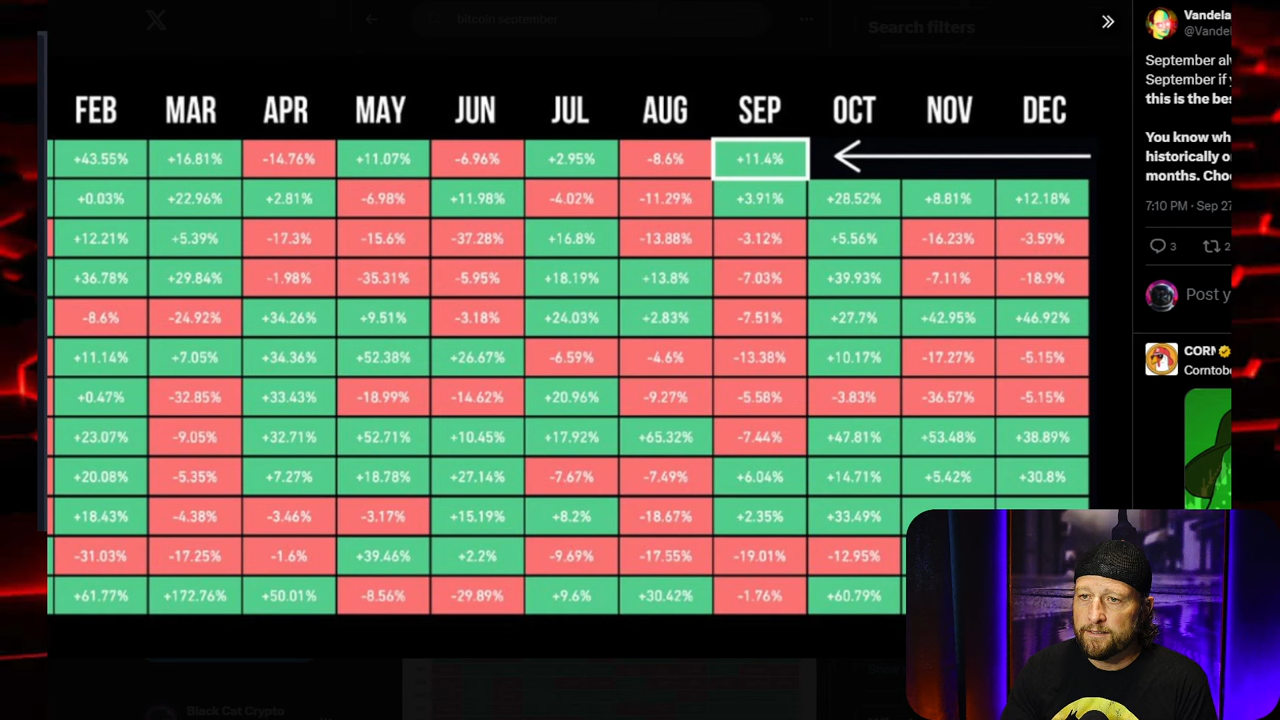 bitcoin september
Search filters
FEB MAR APR MAY JUN JUL AUG SEP OCT NOV DEC
+43.55% +16.81% -14.76% +11.07% -6.96% +2.95% -8.6% +11.4%
+0.03% +22.96% +2.81% -6.98% +11.98% -4.02% -11.29% +3.91% +28.52% +8.81% +12.18%
+12.21% +5.39% -17.3% -15.6% -37.28% +16.8% -13.88% -3.12% +5.56% -16.23% -3.59%
+36.78% +29.84% -1.98% -35.31% -5.95% +18.19% +13.8% -7.03% +39.93% -7.11% -18.9%
-8.6% -24.92% +34.26% +9.51% -3.18% +24.03% +2.83% -7.51% +27.7% +42.95% +46.92%
+11.14% +7.05% +34.36% +52.38% +26.67% -6.59% -4.6% -13.38% +10.17% -17.27% -5.15%
+0.47% -32.85% +33.43% -18.99% -14.62% +20.96% -9.27% -5.58% -3.83% -36.57% -5.15%
+23.07% -9.05% +32.71% +52.71% +10.45% +17.92% +65.32% -7.44% +47.81% +53.48% +38.89%
+20.08% -5.35% +7.27% +18.78% +27.14% -7.67% -7.49% +6.04% +14.71% +5.42% +30.8%
+18.43% -4.38% -3.46% -3.17% +15.19% +8.2% -18.67% +2.35% +33.49%
-31.03% -17.25% -1.6% +39.46% +2.2% -9.69% -17.55% -19.01% -12.95%
+61.77% +172.76% +50.01% -8.56% -29.89% +9.6% +30.42% -1.76% +60.79%
Vandela
@Vandel
September al
September if y
this is the bes
You know wh
historically o
months. Choo
7:10 PM · Sep 27
3 2
Post y
CORN
Cornto
Black Cat Crypto